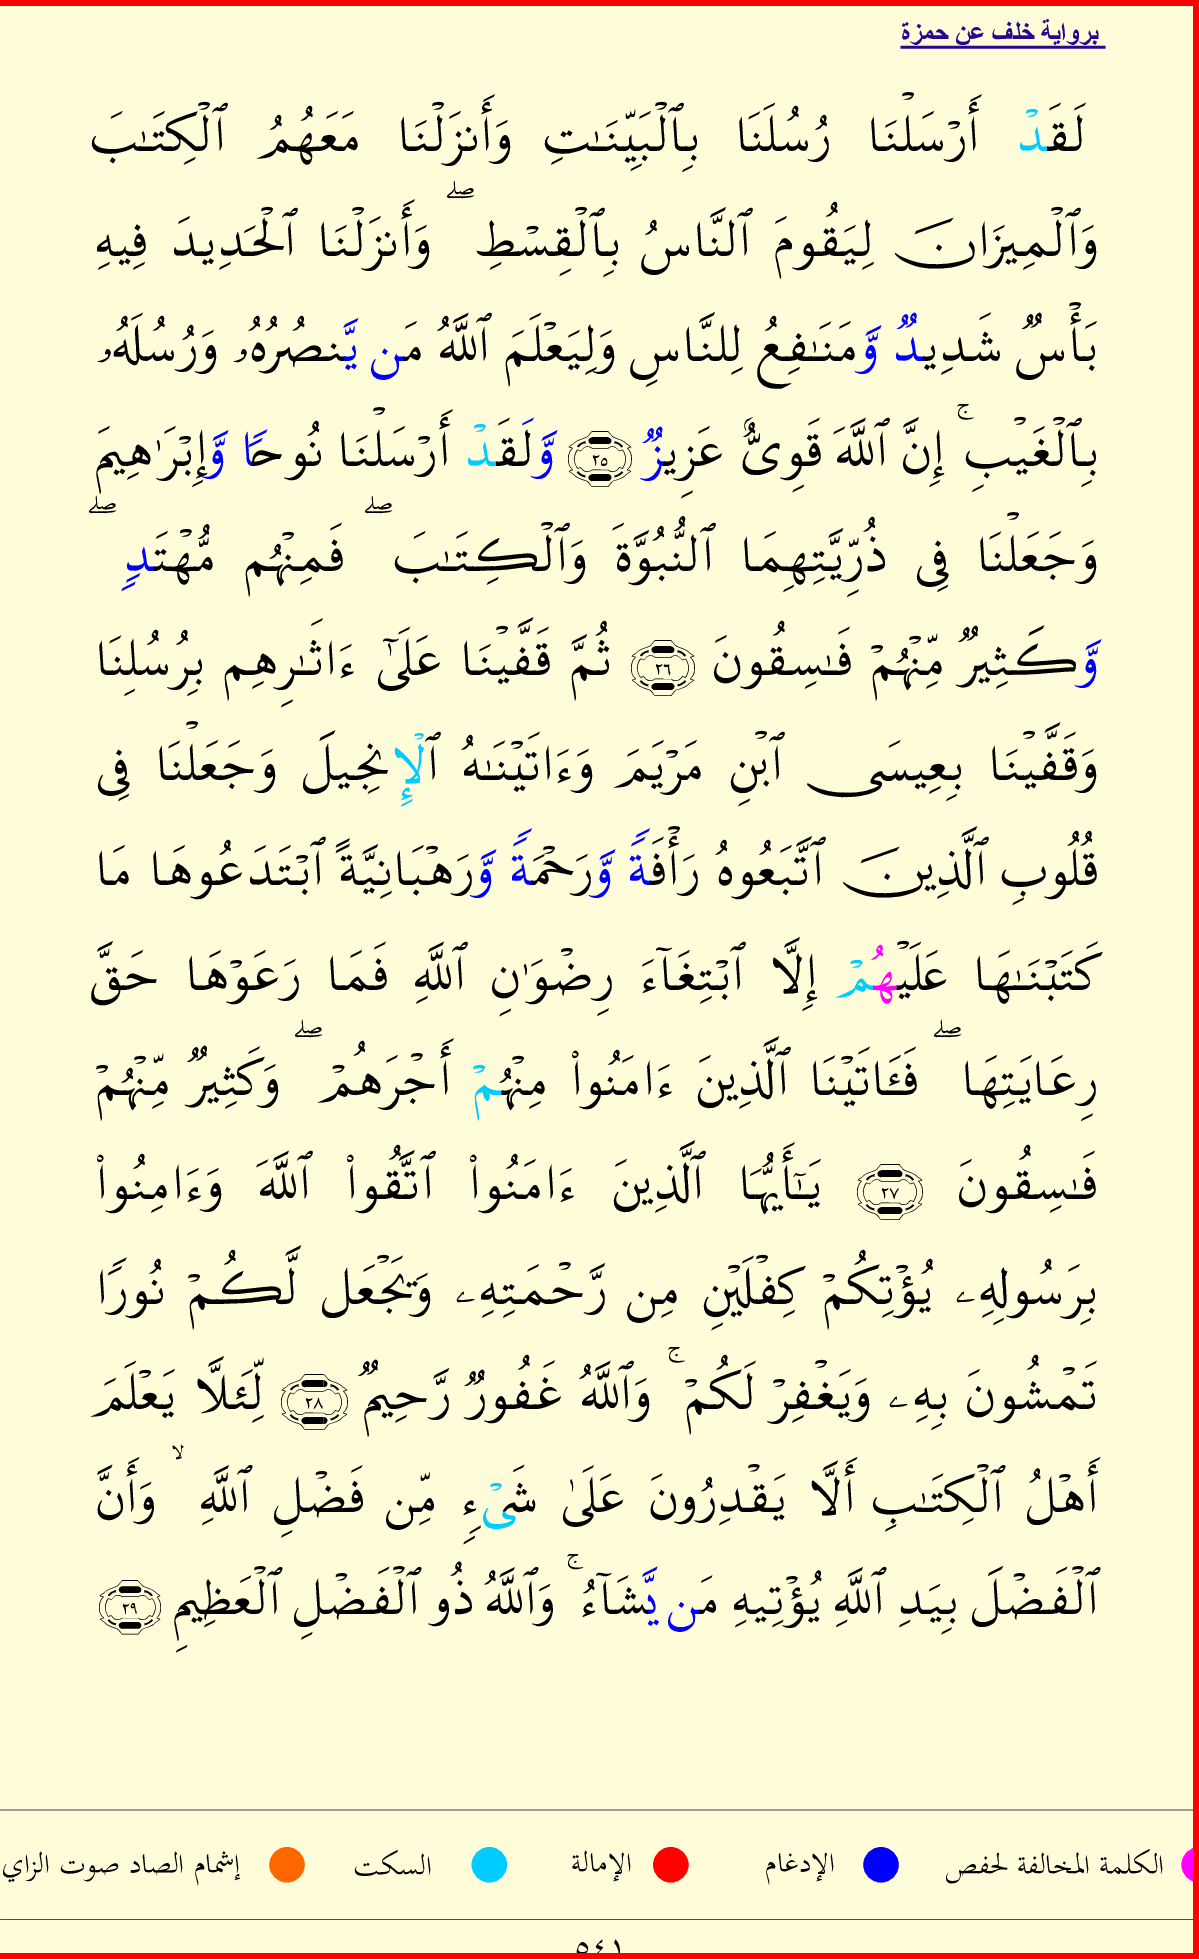 برواية خلف عن حمزة
لَقَدْ أَرْسَلْنَا رُسُلَنَا بِٱلْبَيِّنَـٰتِ وَأَنزَلْنَا مَعَهُمُ ٱلْكِتَـٰبَ
وَٱلْمِيزَانَ لِيَقُومَ ٱلنَّاسُ بِٱلْقِسْطِ ۖ وَأَنزَلْنَا ٱلْحَدِيدَ فِيهِ
بَأْسٌ شَدِيدٌ وَّمَنَـٰفِعُ لِلنَّاسِ وَلِيَعْلَمَ ٱللَّهُ مَن يَّنصُرُهُۥ وَرُسُلَهُۥ
بِٱلْغَيْبِ ۚ إِنَّ ٱللَّهَ قَوِىٌّ عَزِيزٌ ٢٥ وَّلَقَدْ أَرْسَلْنَا نُوحًا وَّإِبْرَٰهِيمَ
وَجَعَلْنَا فِى ذُرِّيَّتِهِمَا ٱلنُّبُوَّةَ وَٱلْكِتَـٰبَ ۖ فَمِنْهُم مُّهْتَدٍ ۖ
وَّكَثِيرٌ مِّنْهُمْ فَـٰسِقُونَ ٢٦ ثُمَّ قَفَّيْنَا عَلَىٰٓ ءَاثَـٰرِهِم بِرُسُلِنَا
وَقَفَّيْنَا بِعِيسَى ٱبْنِ مَرْيَمَ وَءَاتَيْنَـٰهُ ٱلْإِنجِيلَ وَجَعَلْنَا فِى
قُلُوبِ ٱلَّذِينَ ٱتَّبَعُوهُ رَأْفَةً وَّرَحْمَةً وَّرَهْبَانِيَّةً ٱبْتَدَعُوهَا مَا
كَتَبْنَـٰهَا عَلَيْهُمْ إِلَّا ٱبْتِغَآءَ رِضْوَٰنِ ٱللَّهِ فَمَا رَعَوْهَا حَقَّ
رِعَايَتِهَا ۖ فَـَٔاتَيْنَا ٱلَّذِينَ ءَامَنُوا۟ مِنْهُمْ أَجْرَهُمْ ۖ وَكَثِيرٌ مِّنْهُمْ
فَـٰسِقُونَ ٢٧ يَـٰٓأَيُّهَا ٱلَّذِينَ ءَامَنُوا۟ ٱتَّقُوا۟ ٱللَّهَ وَءَامِنُوا۟
بِرَسُولِهِۦ يُؤْتِكُمْ كِفْلَيْنِ مِن رَّحْمَتِهِۦ وَيَجْعَل لَّكُمْ نُورًا
تَمْشُونَ بِهِۦ وَيَغْفِرْ لَكُمْ ۚ وَٱللَّهُ غَفُورٌ رَّحِيمٌ ٢٨ لِّئَلَّا يَعْلَمَ
أَهْلُ ٱلْكِتَـٰبِ أَلَّا يَقْدِرُونَ عَلَىٰ شَىْءٍ مِّن فَضْلِ ٱللَّهِ ۙ وَأَنَّ
ٱلْفَضْلَ بِيَدِ ٱللَّهِ يُؤْتِيهِ مَن يَّشَآءُ ۚ وَٱللَّهُ ذُو ٱلْفَضْلِ ٱلْعَظِيمِ ٢٩
الكلمة المخالفة لحفص الإدغام الإمالة السكت إشمام الصاد صوت الزاي
٥٤١